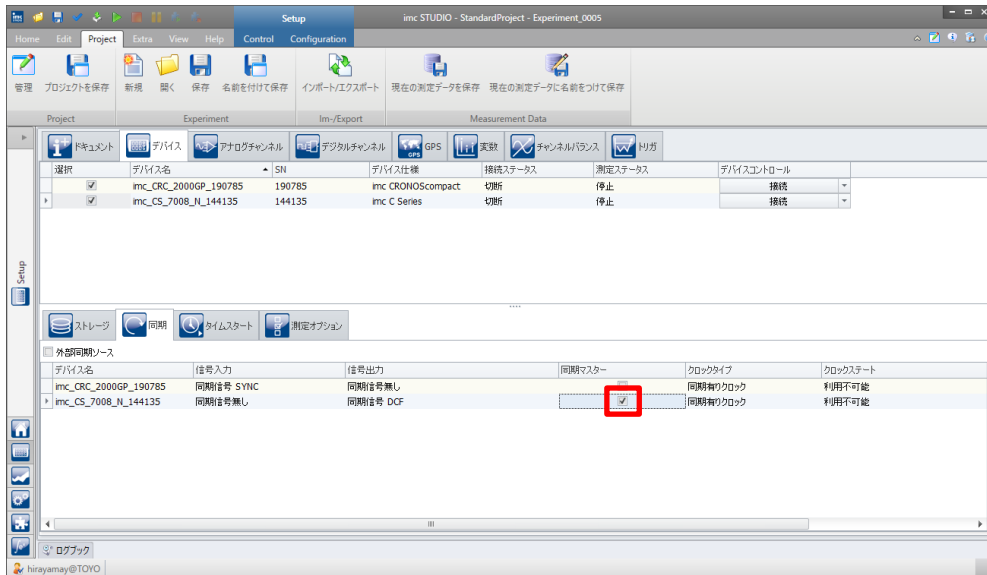 imc
Setup
imc STUDIO - StandardProject - Experiment_0005
Home Edit Project Extra View Help Control Configuration
管理 プロジェクトを保存 新規 開く 保存 名前を付けて保存 インポート/エクスポート 現在の測定データを保存 現在の測定データに名前をつけて保存
Project Experiment Im-/Export Measurement Data
ドキュメント デバイス アナログチャンネル デジタルチャンネル GPS GPS 変数 チャンネルバランス トリガ
選択 デバイス名 SN デバイス仕様 接続ステータス 測定ステータス デバイスコントロール
imc_CRC_2000GP_190785 190785 imc CRONOScompact 切断 停止 接続
imc_CS_7008_N_144135 144135 imc C Series 切断 停止 接続
Setup
ストレージ 同期 タイムスタート 測定オプション
外部同期ソース
デバイス名 信号入力 信号出力 同期マスター クロックタイプ クロックステート
imc_CRC_2000GP_190785 同期信号 SYNC 同期信号無し 同期有りクロック 利用不可能
imc_CS_7008_N_144135 同期信号無し 同期信号 DCF 同期有りクロック 利用不可能
ログブック
hirayamay@TOYO